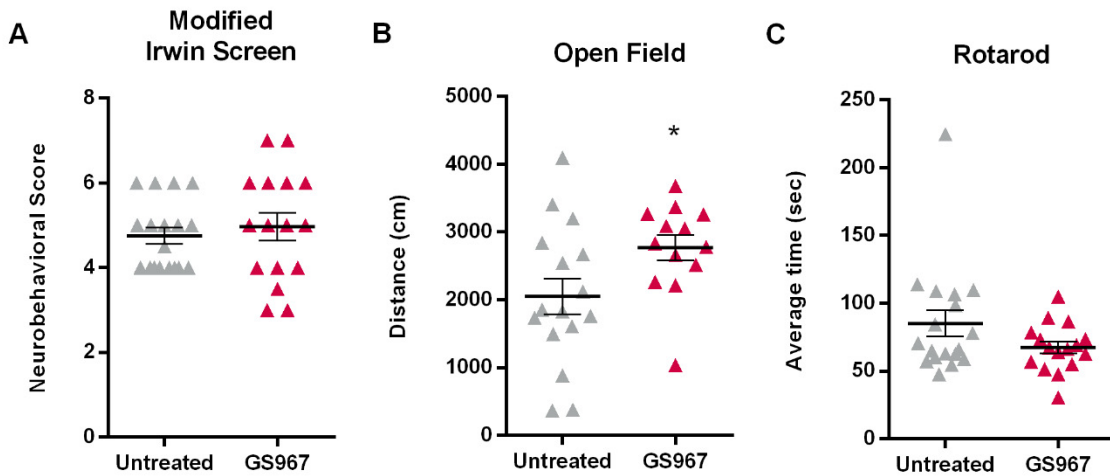 A
Modified
Irwin Screen
Neurobehavioral Score
8
6
4
2
0
Untreated
GS967
B
Open Field
Distance (cm)
5000
4000
3000
2000
1000
0
*
Untreated
GS967
C
Rotarod
Average time (sec)
250
200
150
100
50
0
Untreated
GS967